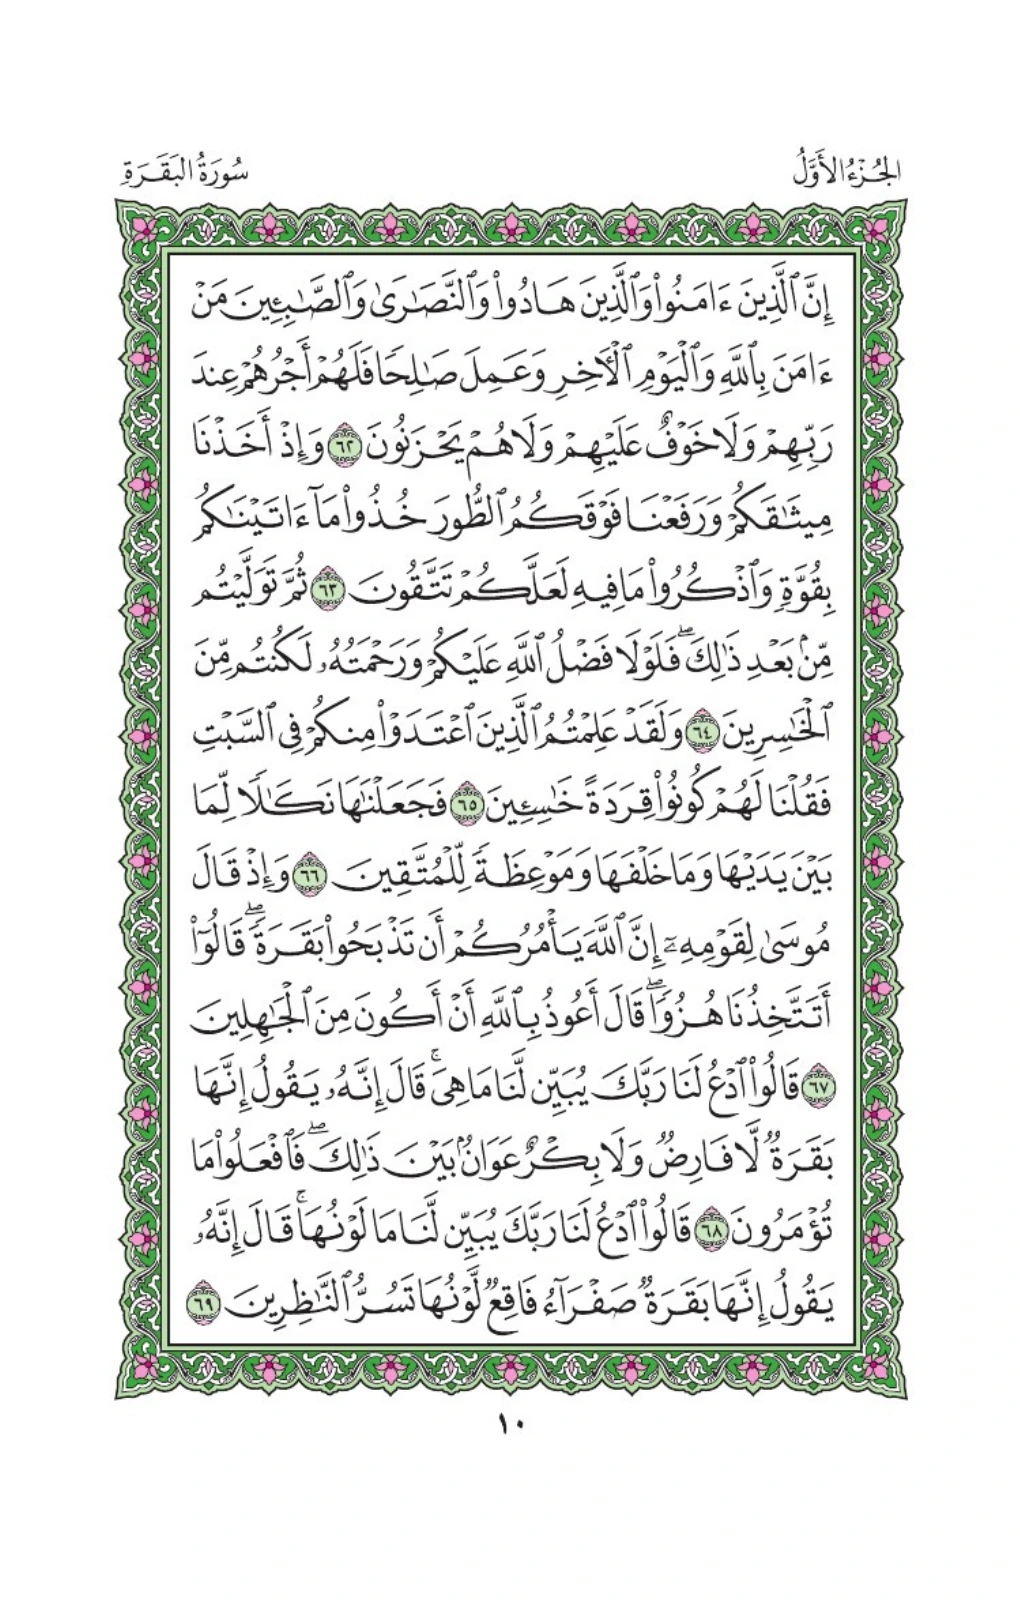 الجُزْءُ الأَوَّلُ
سُورَةُ البَقَرَةِ
إِنَّ ٱلَّذِينَ ءَامَنُوا۟ وَٱلَّذِينَ هَادُوا۟ وَٱلنَّصَٰرَىٰ وَٱلصَّٰبِـِٔينَ مَنْ
ءَامَنَ بِٱللَّهِ وَٱلْيَوْمِ ٱلْءَاخِرِ وَعَمِلَ صَٰلِحًا فَلَهُمْ أَجْرُهُمْ عِندَ
رَبِّهِمْ وَلَا خَوْفٌ عَلَيْهِمْ وَلَا هُمْ يَحْزَنُونَ ٦٢ وَإِذْ أَخَذْنَا
مِيثَٰقَكُمْ وَرَفَعْنَا فَوْقَكُمُ ٱلطُّورَ خُذُوا۟ مَآ ءَاتَيْنَٰكُم
بِقُوَّةٍ وَٱذْكُرُوا۟ مَا فِيهِ لَعَلَّكُمْ تَتَّقُونَ ٦٣ ثُمَّ تَوَلَّيْتُم
مِّنۢ بَعْدِ ذَٰلِكَ ۖ فَلَوْلَا فَضْلُ ٱللَّهِ عَلَيْكُمْ وَرَحْمَتُهُۥ لَكُنتُم مِّنَ
ٱلْخَٰسِرِينَ ٦٤ وَلَقَدْ عَلِمْتُمُ ٱلَّذِينَ ٱعْتَدَوْا۟ مِنكُمْ فِى ٱلسَّبْتِ
فَقُلْنَا لَهُمْ كُونُوا۟ قِرَدَةً خَٰسِـِٔينَ ٦٥ فَجَعَلْنَٰهَا نَكَٰلًا لِّمَا
بَيْنَ يَدَيْهَا وَمَا خَلْفَهَا وَمَوْعِظَةً لِّلْمُتَّقِينَ ٦٦ وَإِذْ قَالَ
مُوسَىٰ لِقَوْمِهِۦٓ إِنَّ ٱللَّهَ يَأْمُرُكُمْ أَن تَذْبَحُوا۟ بَقَرَةً ۖ قَالُوٓا۟
أَتَتَّخِذُنَا هُزُوًا ۖ قَالَ أَعُوذُ بِٱللَّهِ أَنْ أَكُونَ مِنَ ٱلْجَٰهِلِينَ
٦٧ قَالُوا۟ ٱدْعُ لَنَا رَبَّكَ يُبَيِّن لَّنَا مَا هِىَ ۚ قَالَ إِنَّهُۥ يَقُولُ إِنَّهَا
بَقَرَةٌ لَّا فَارِضٌ وَلَا بِكْرٌ عَوَانٌۢ بَيْنَ ذَٰلِكَ ۖ فَٱفْعَلُوا۟ مَا
تُؤْمَرُونَ ٦٨ قَالُوا۟ ٱدْعُ لَنَا رَبَّكَ يُبَيِّن لَّنَا مَا لَوْنُهَا ۚ قَالَ إِنَّهُۥ
يَقُولُ إِنَّهَا بَقَرَةٌ صَفْرَآءُ فَاقِعٌ لَّوْنُهَا تَسُرُّ ٱلنَّٰظِرِينَ ٦٩
١٠